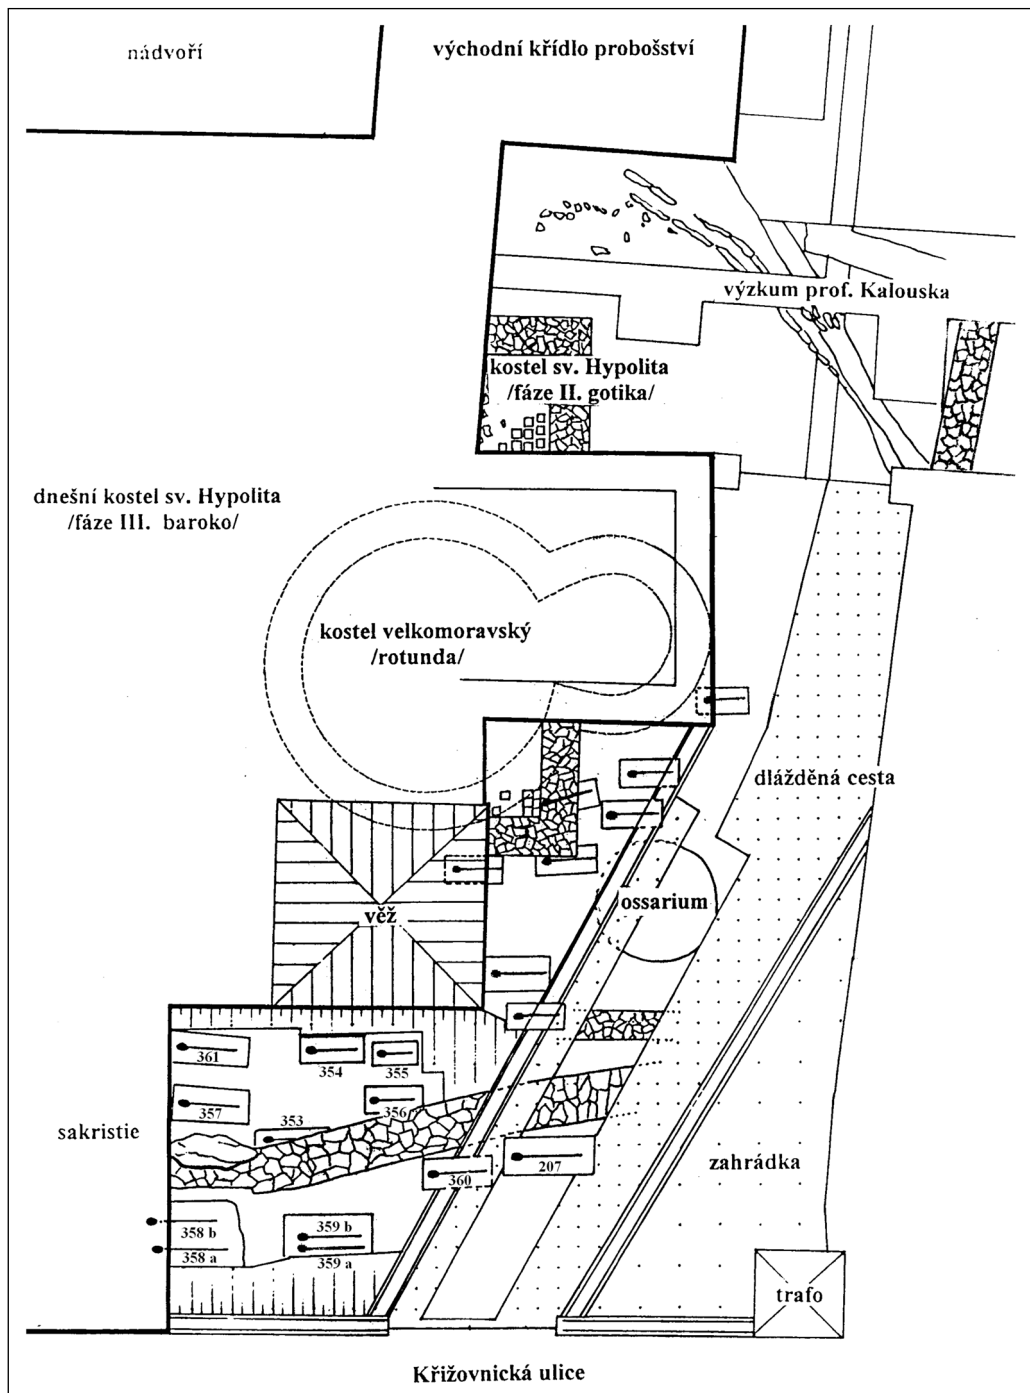 nádvoří
východní křídlo probošství
výzkum prof. Kalouska
kostel sv. Hypolita
/fáze II. gotika/
dnešní kostel sv. Hypolita
/fáze III. baroko/
kostel velkomoravský
/rotunda/
dlážděná cesta
ossarium
věž
361
354
355
357
353
356
sakristie
207
360
zahrádka
358 b
359 b
358 a
359 a
trafo
Křižovnická ulice